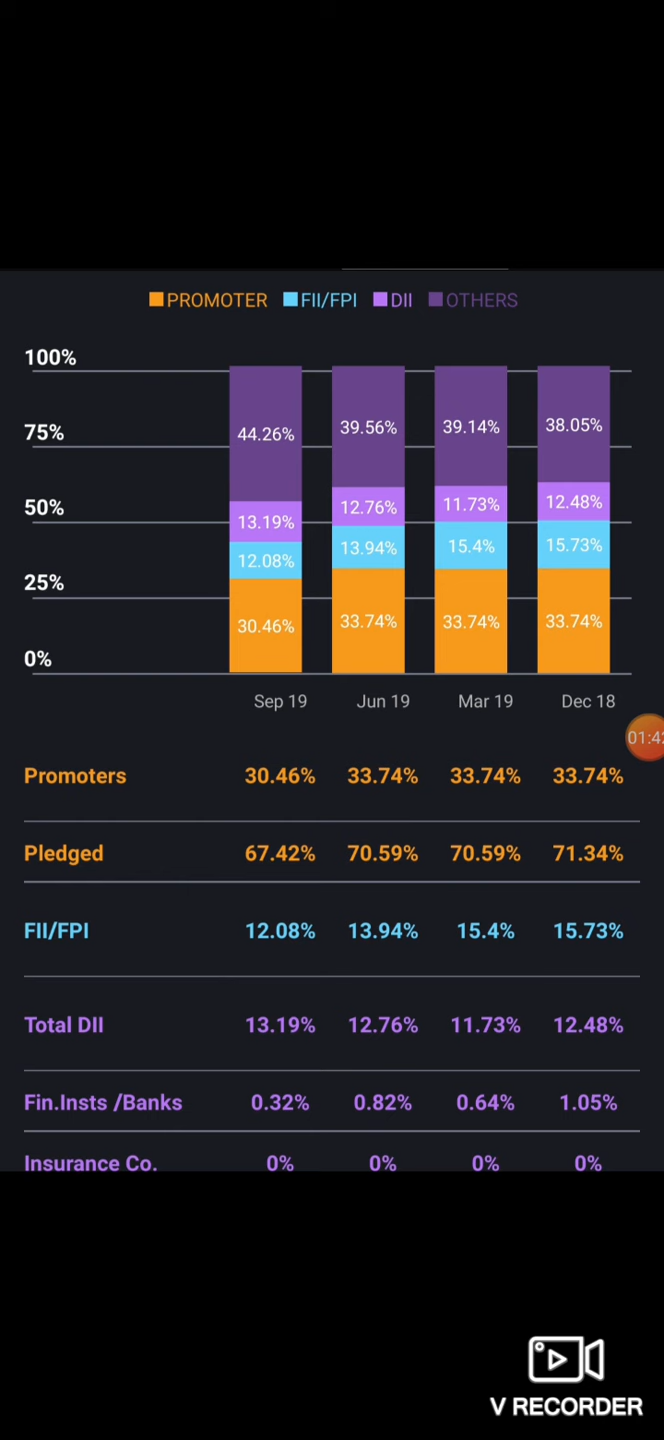 PROMOTER FII/FPI DII OTHERS
100%
44.26% 39.56% 39.14% 38.05%
75%
50%
13.19% 12.76% 11.73% 12.48%
12.08% 13.94% 15.4% 15.73%
25%
30.46% 33.74% 33.74% 33.74%
0%
Sep 19 Jun 19 Mar 19 Dec 18
01:42
Promoters 30.46% 33.74% 33.74% 33.74%
Pledged 67.42% 70.59% 70.59% 71.34%
FII/FPI 12.08% 13.94% 15.4% 15.73%
Total DII 13.19% 12.76% 11.73% 12.48%
Fin.Insts /Banks 0.32% 0.82% 0.64% 1.05%
Insurance Co. 0% 0% 0% 0%
V RECORDER